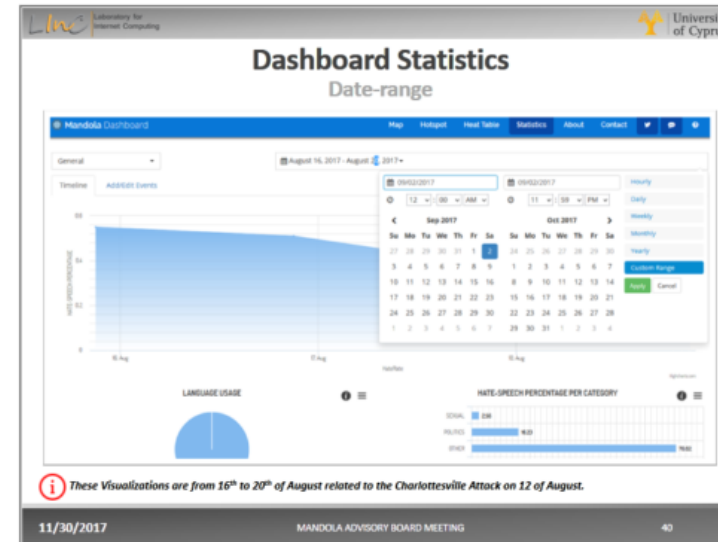 LInC Laboratory for
Internet Computing
Universi
of Cypru
Dashboard Statistics
Date-range
Mandola Dashboard Map Hotspot Heat Table Statistics About Contact
General August 16, 2017 - August 2017
Timeline Add/Edit Events
09/02/2017 09/02/2017 Hourly
12 : 00 AM 11 : 59 PM Daily
Sep 2017 Oct 2017 Weekly
Su Mo Tu We Th Fr Sa Su Mo Tu We Th Fr Sa Monthly
27 28 29 30 31 1 2 24 25 26 27 28 29 30 Yearly
3 4 5 6 7 8 9 1 2 3 4 5 6 7 Custom Range
10 11 12 13 14 15 16 8 9 10 11 12 13 14 Apply Cancel
17 18 19 20 21 22 23 15 16 17 18 19 20 21
24 25 26 27 28 29 30 22 23 24 25 26 27 28
1 2 3 4 5 6 7 29 30 31 1 2 3 4
HATE-SPEECH PERCENTAGE
0
16 Aug 17 Aug 18 Aug
LANGUAGE USAGE HATE-SPEECH PERCENTAGE PER CATEGORY
SEXUAL
POLITICS
OTHER
i These Visualizations are from 16th to 20th of August related to the Charlottesville Attack on 12 of August.
11/30/2017 MANDOLA ADVISORY BOARD MEETING 40